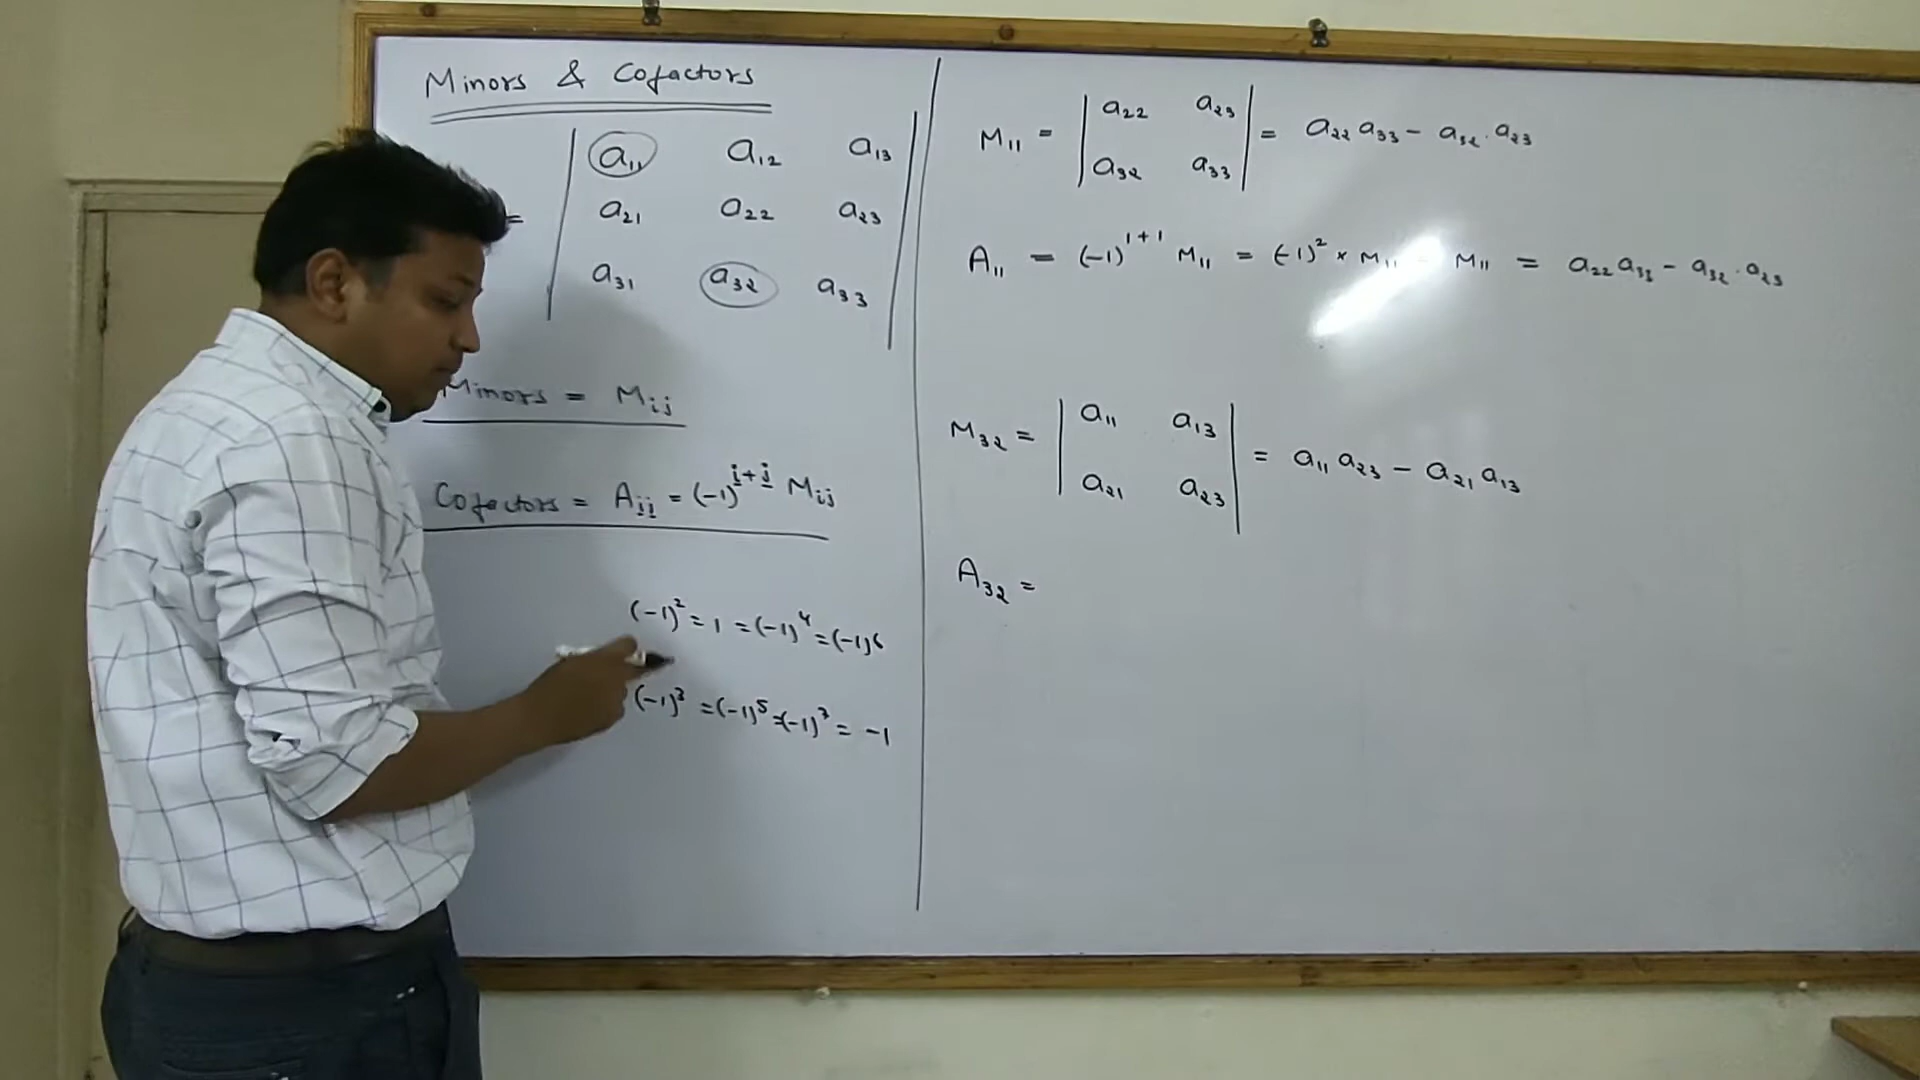 Minors & Cofactors
= | a₁₁ a₁₂ a₁₃ |
| a₂₁ a₂₂ a₂₃ |
| a₃₁ a₃₂ a₃₃ |
Minors = Mᵢⱼ
Cofactors = Aᵢⱼ = (-1)ⁱ⁺ʲ Mᵢⱼ
(-1)² = 1 = (-1)⁴ = (-1)⁶
(-1)³ = (-1)⁵ = (-1)⁷ = -1
M₁₁ = | a₂₂ a₂₃ | = a₂₂ a₃₃ - a₃₂ . a₂₃
| a₃₂ a₃₃ |
A₁₁ = (-1)¹⁺¹ M₁₁ = (-1)² × M₁₁ M₁₁ = a₂₂ a₃₃ - a₃₂ . a₂₃
M₃₂ = | a₁₁ a₁₃ | = a₁₁ a₂₃ - a₂₁ a₁₃
| a₂₁ a₂₃ |
A₃₂ =